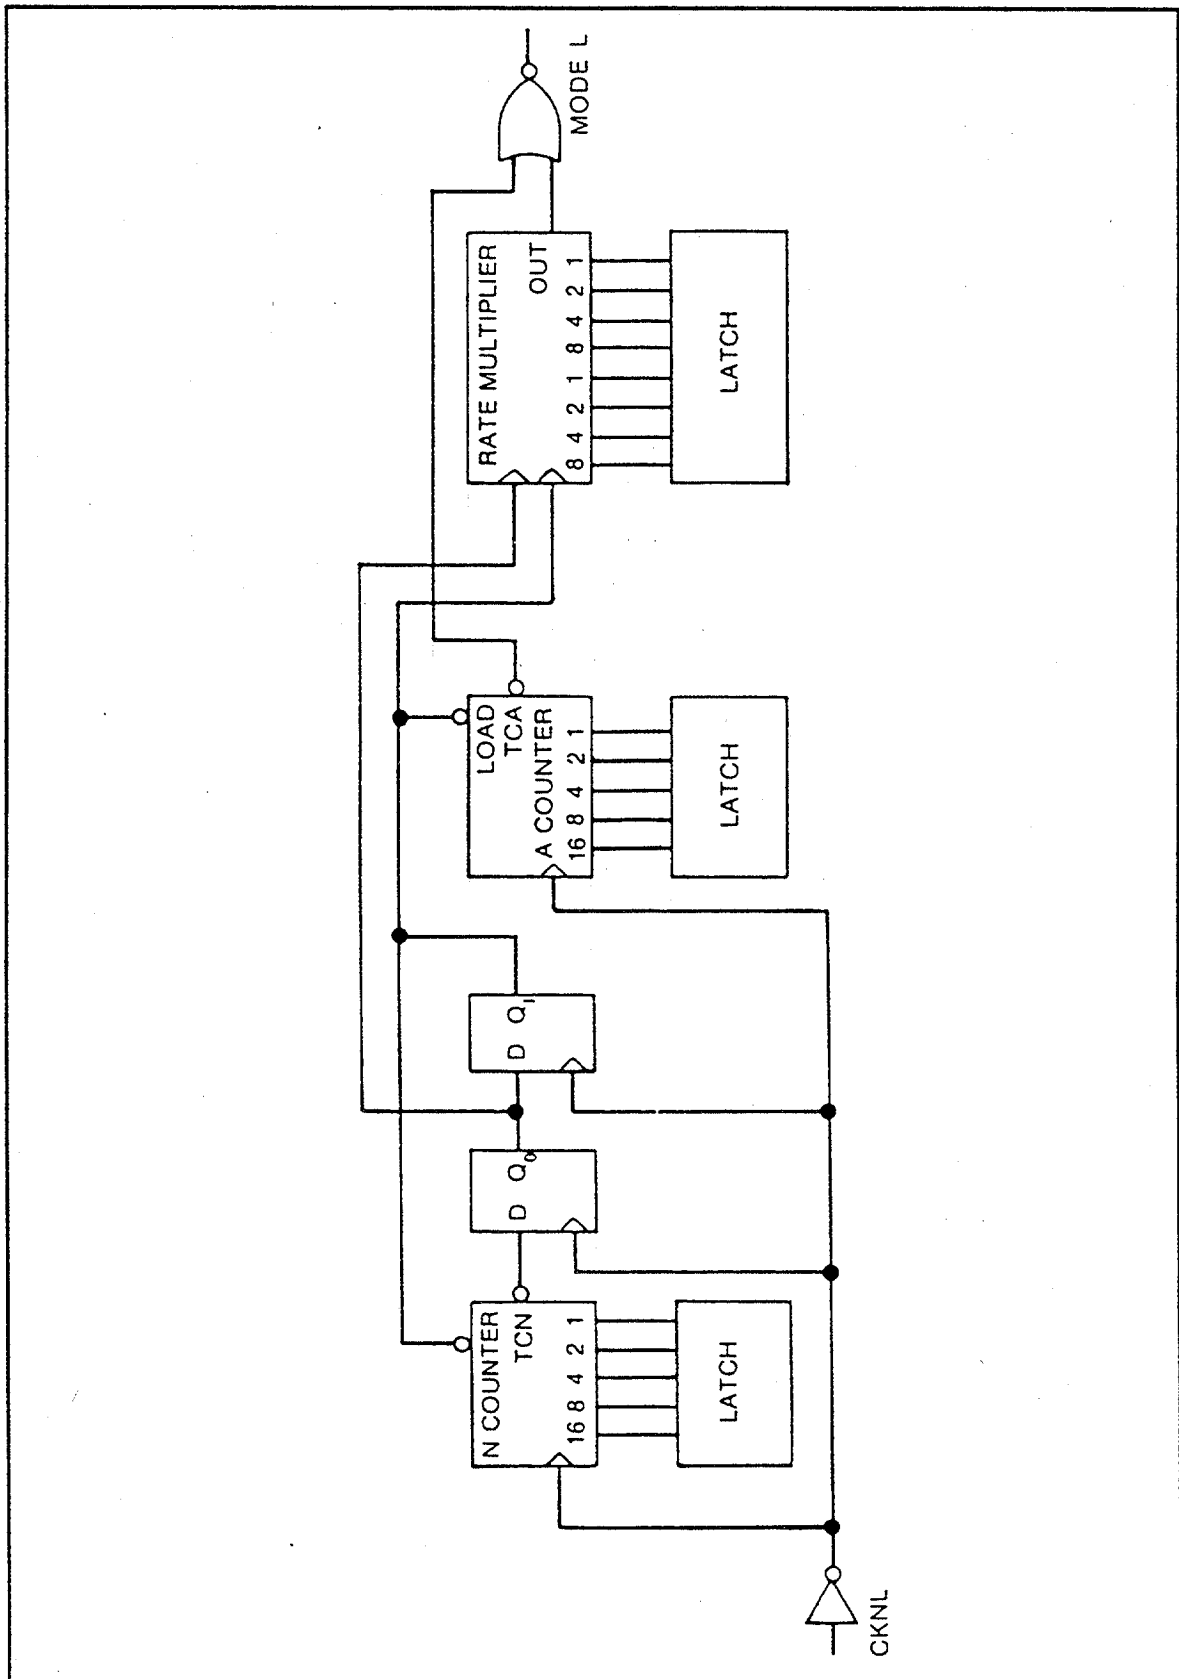 CKNL
N COUNTER
TCN
16 8 4 2 1
LATCH
D Q0
D Q1
LOAD
TCA
A COUNTER
16 8 4 2 1
LATCH
RATE MULTIPLIER
OUT
8 4 2 1 8 4 2 1
LATCH
MODE L